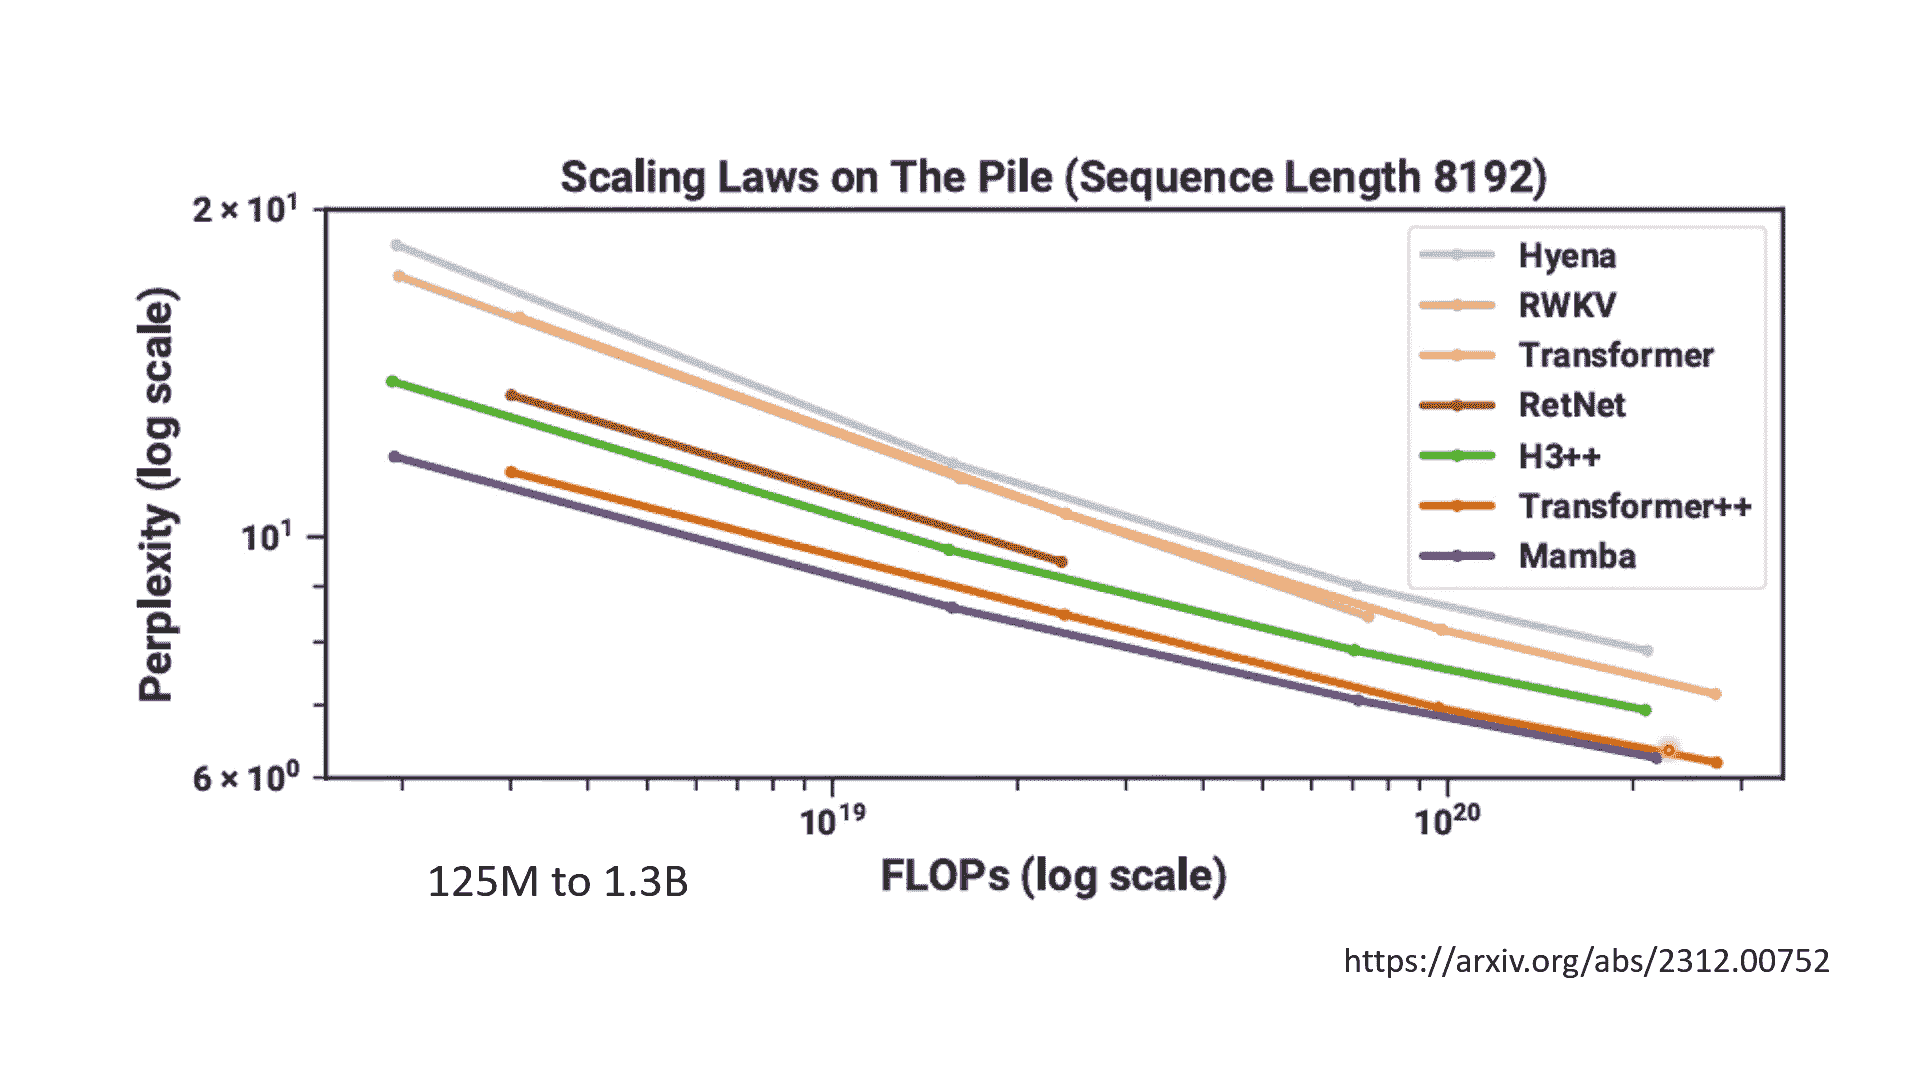 Scaling Laws on The Pile (Sequence Length 8192)
2 × 10¹
10¹
6 × 10⁰
Perplexity (log scale)
Hyena
RWKV
Transformer
RetNet
H3++
Transformer++
Mamba
10¹⁹
10²⁰
FLOPs (log scale)
125M to 1.3B
https://arxiv.org/abs/2312.00752